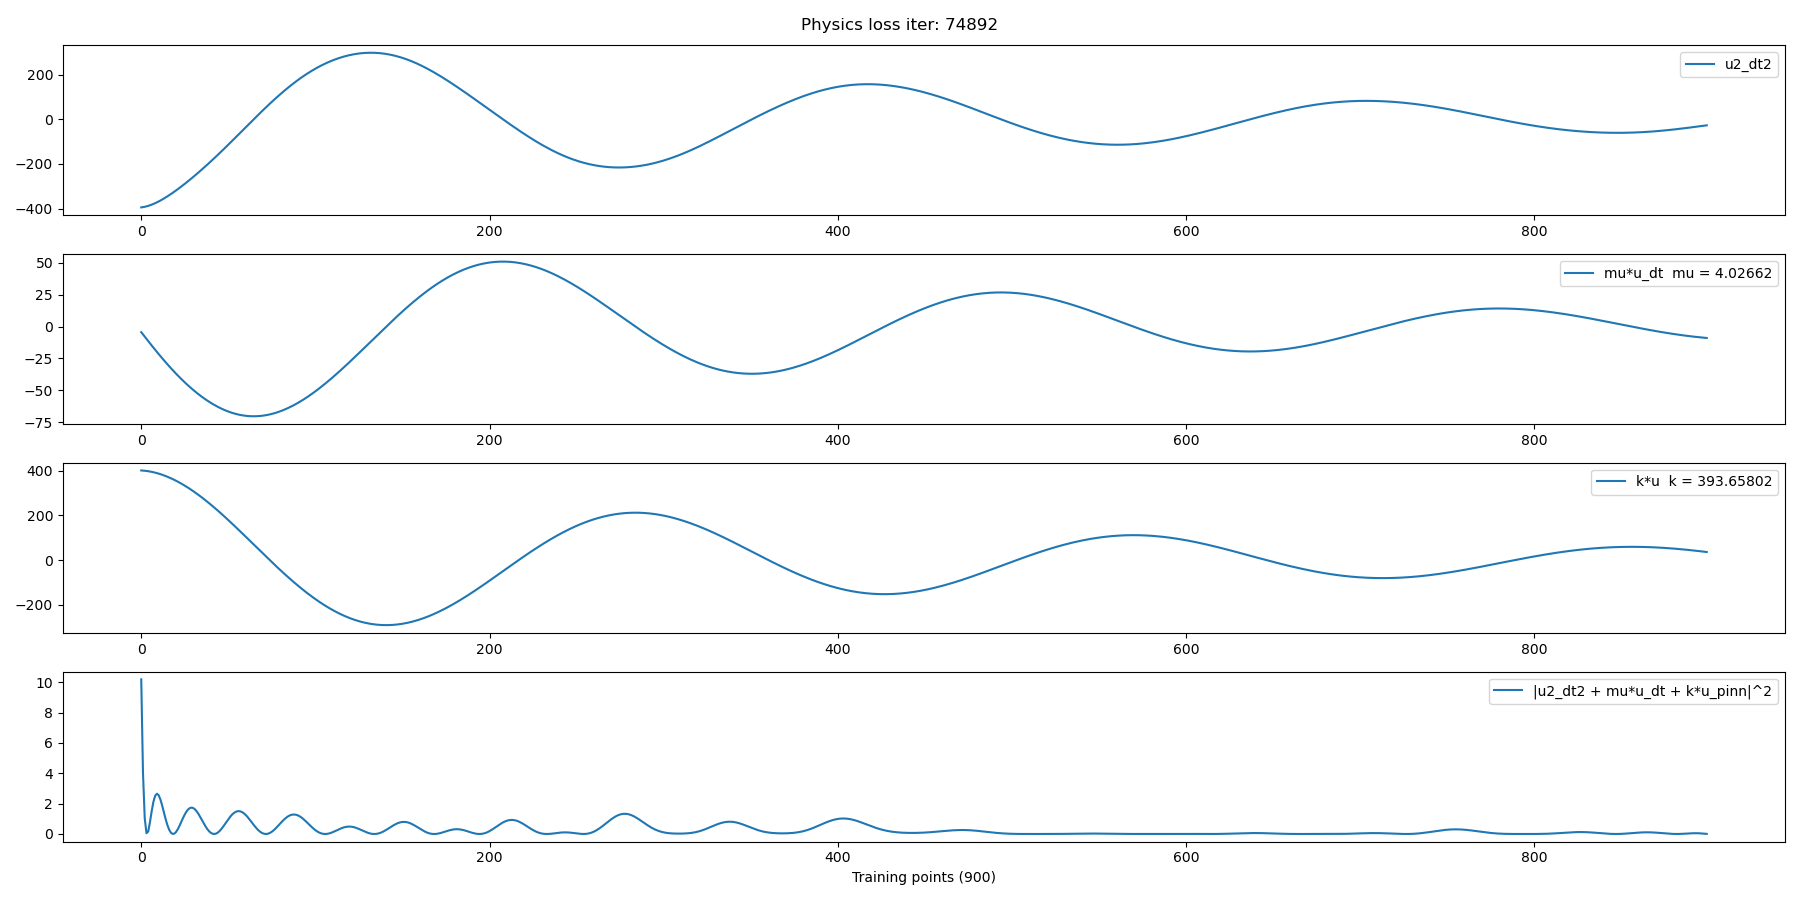 Physics loss iter: 74892
u2_dt2
200
0
−200
−400
0 200 400 600 800
mu*u_dt  mu = 4.02662
50
25
0
−25
−50
−75
0 200 400 600 800
k*u  k = 393.65802
400
200
0
−200
0 200 400 600 800
|u2_dt2 + mu*u_dt + k*u_pinn|^2
10
8
6
4
2
0
0 200 400 600 800
Training points (900)